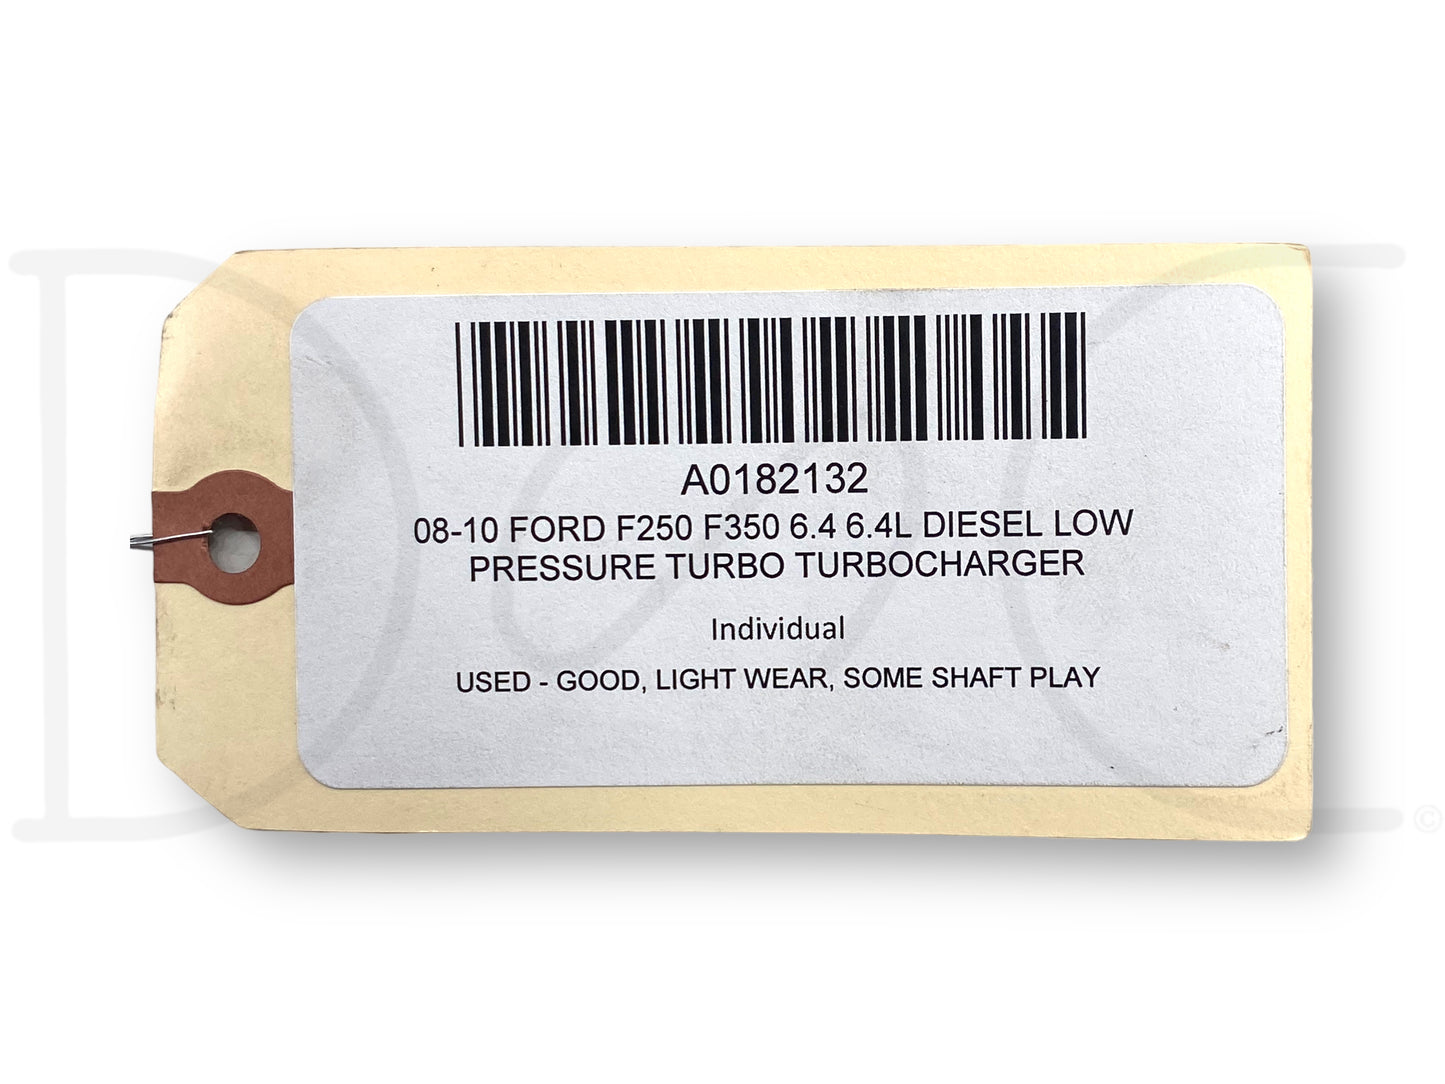 A0182132
08-10 FORD F250 F350 6.4 6.4L DIESEL LOW
PRESSURE TURBO TURBOCHARGER
Individual
USED - GOOD, LIGHT WEAR, SOME SHAFT PLAY
©